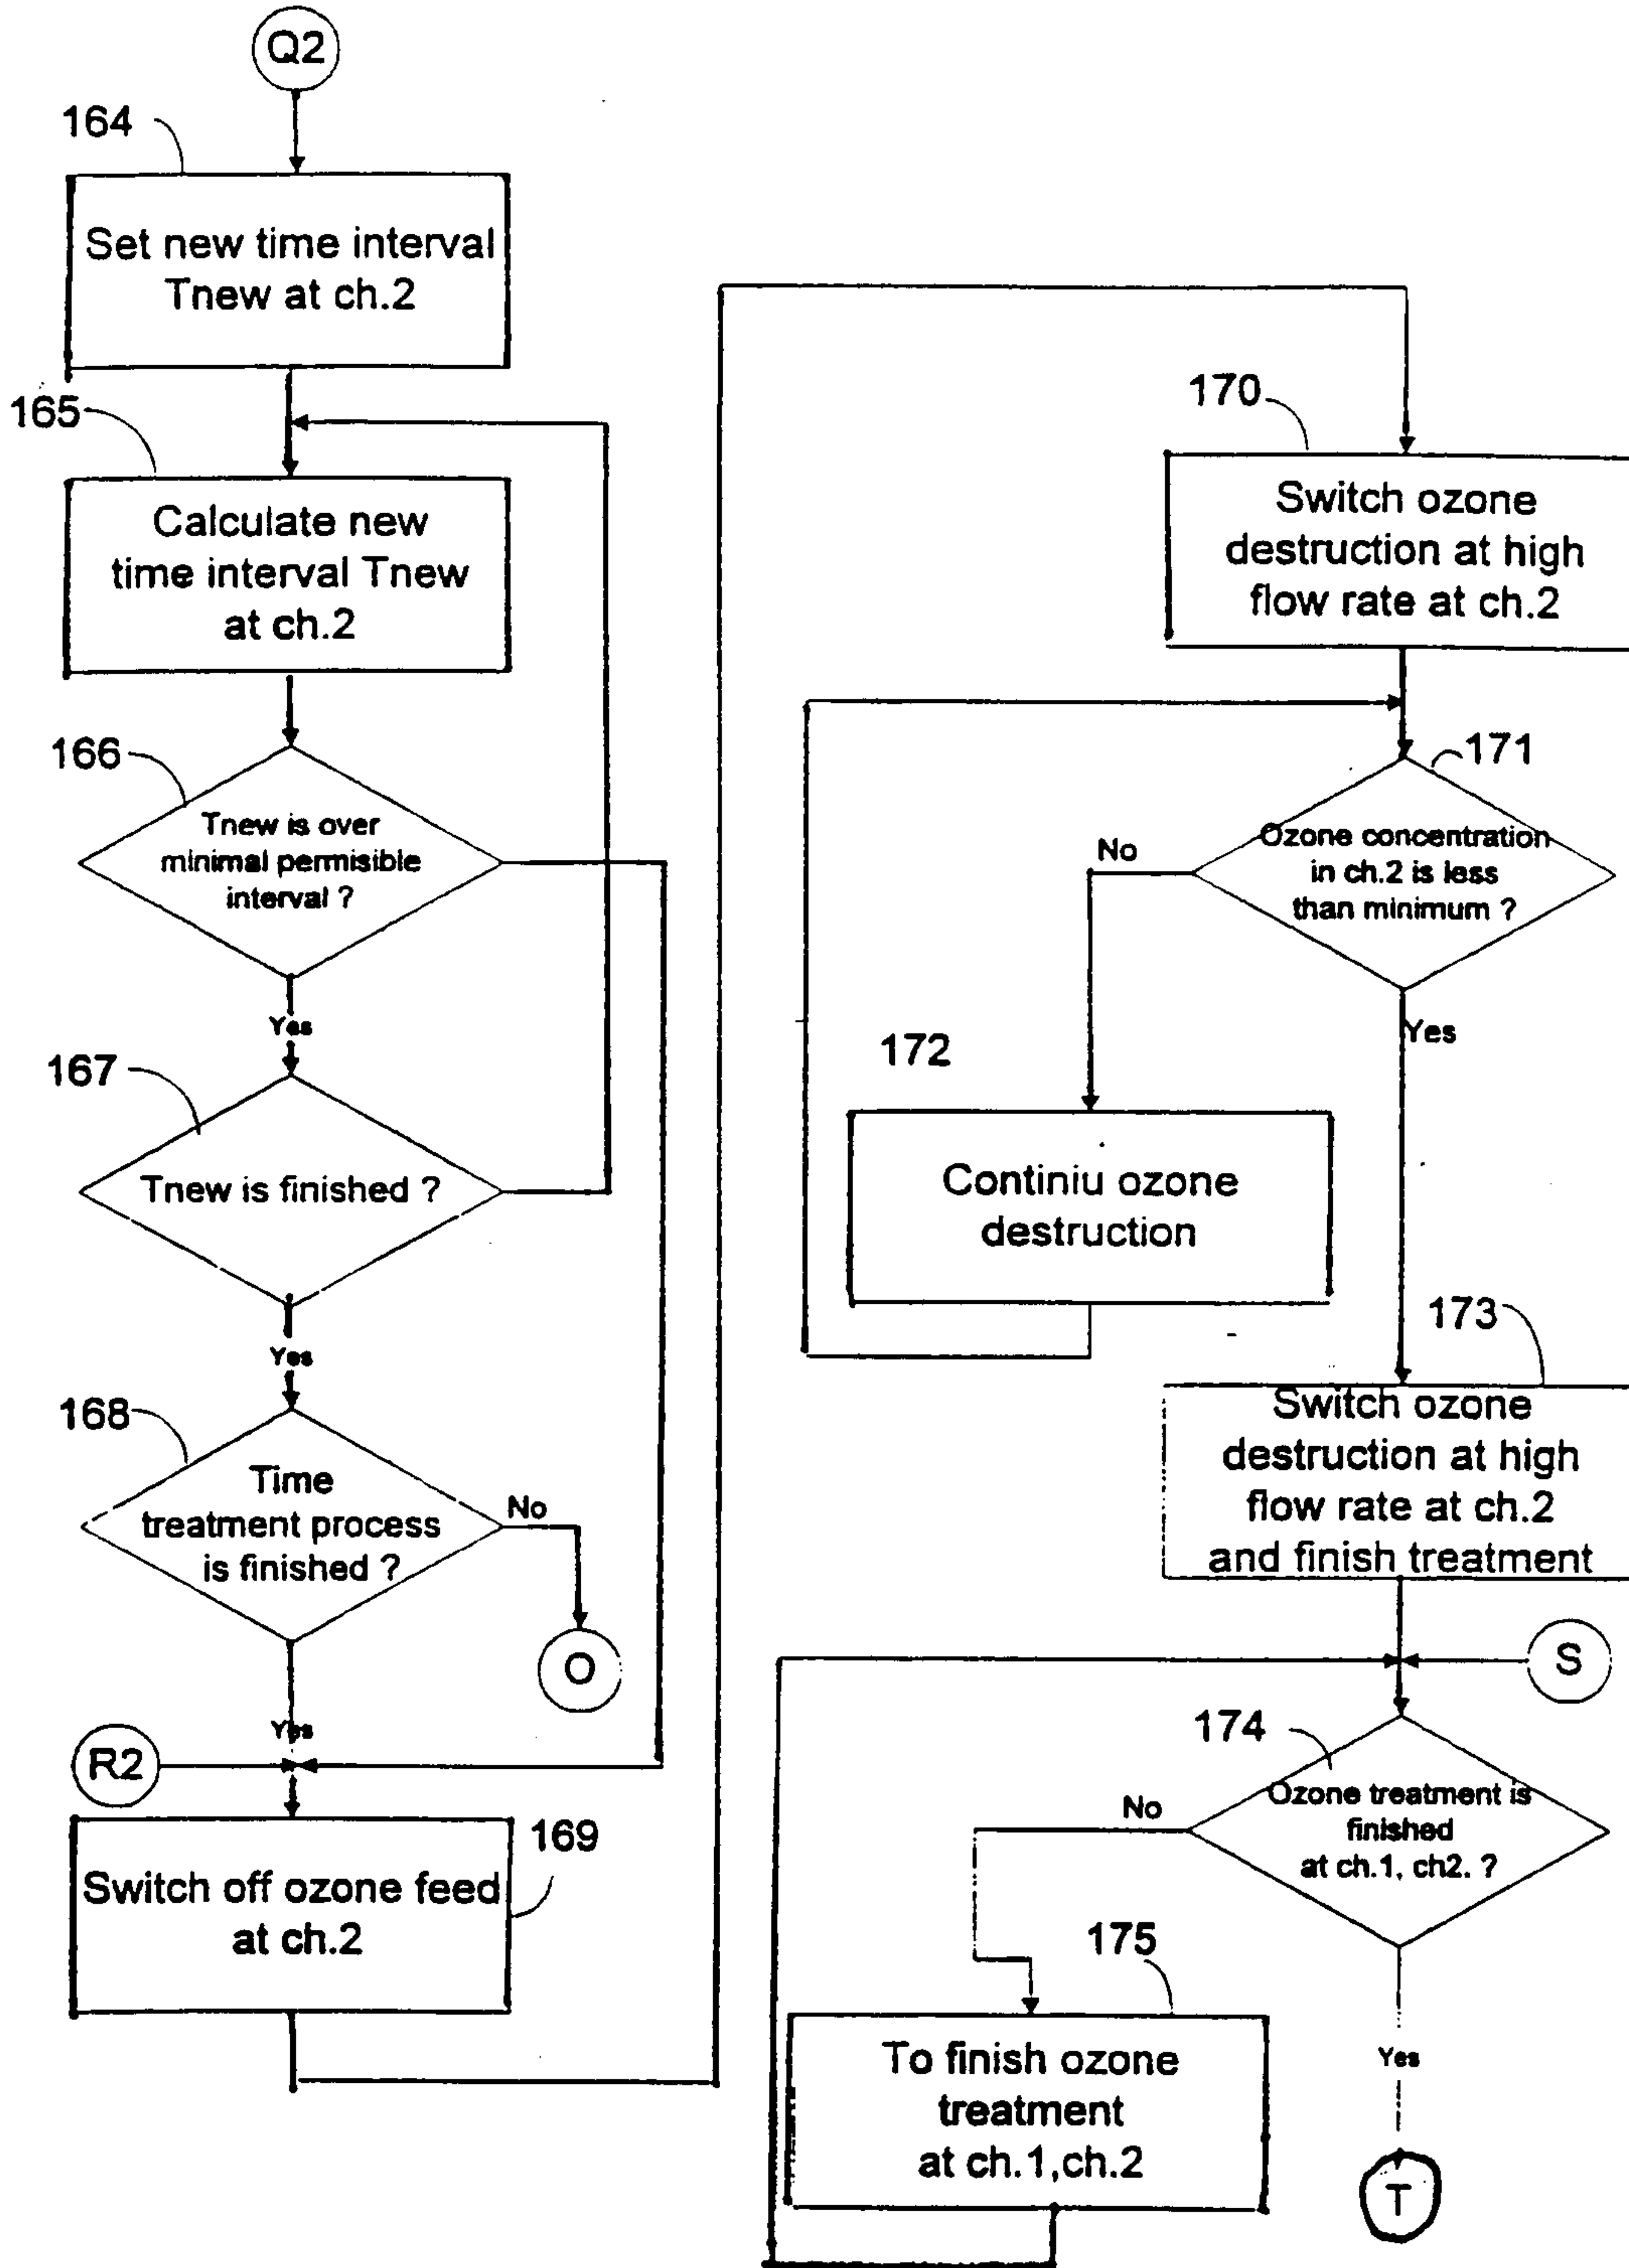 Q2
164
Set new time interval
Tnew at ch.2
165
Calculate new
time interval Tnew
at ch.2
166
Tnew is over
minimal permisible
interval ?
Yes
167
Tnew is finished ?
Yes
168
Time
treatment process
is finished ?
No
O
Yes
R2
169
Switch off ozone feed
at ch.2
170
Switch ozone
destruction at high
flow rate at ch.2
171
Ozone concentration
in ch.2 is less
than minimum ?
No
Yes
172
Continiu ozone
destruction
173
Switch ozone
destruction at high
flow rate at ch.2
and finish treatment
S
174
Ozone treatment is
finished
at ch.1, ch2. ?
No
175
To finish ozone
treatment
at ch.1,ch.2
Yes
T